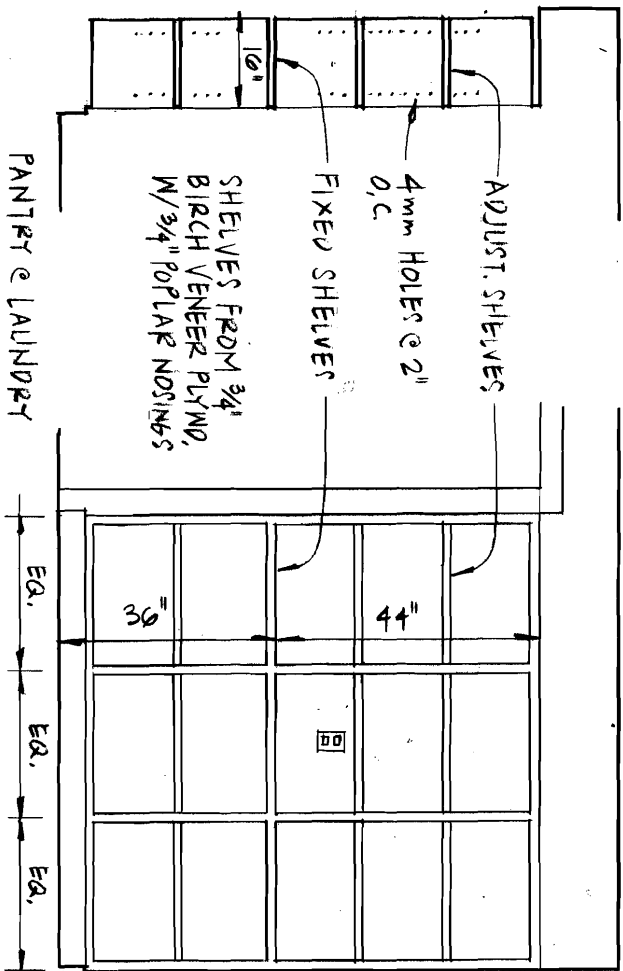 16"
ADJUST. SHELVES
4mm HOLES @ 2"
O.C.
FIXED SHELVES
SHELVES FROM 3/4"
BIRCH VENEER PLYWD,
W/ 3/4" POPLAR NOSINGS
36"
44"
EQ.
EQ.
EQ.
PANTRY @ LAUNDRY